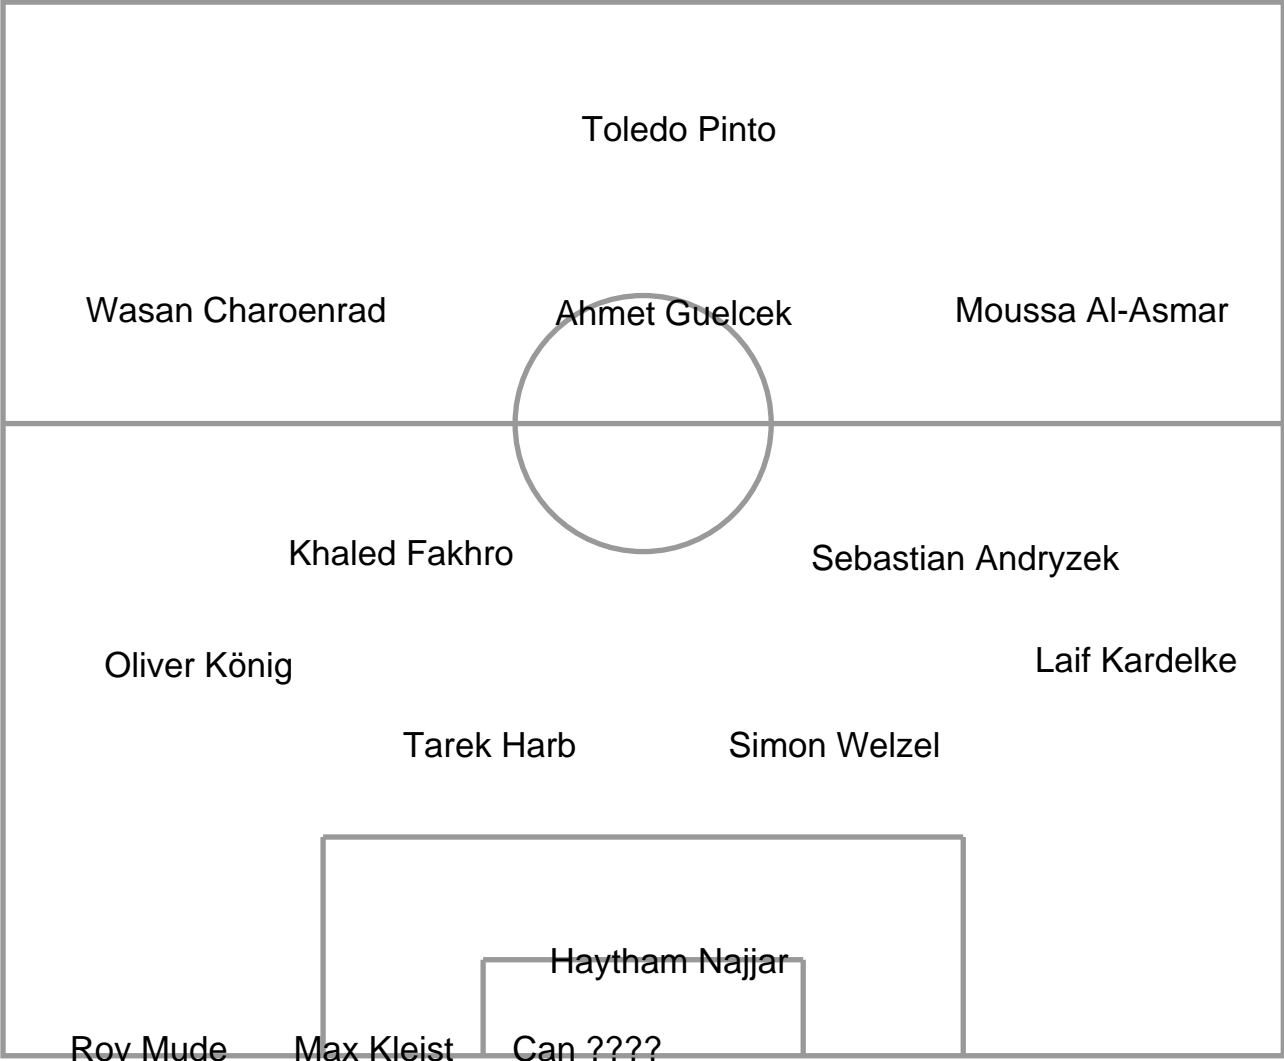 Toledo Pinto
Wasan Charoenrad
Ahmet Guelcek
Moussa Al-Asmar
Khaled Fakhro
Sebastian Andryzek
Oliver König
Laif Kardelke
Tarek Harb
Simon Welzel
Haytham Najjar
Roy Mude
Max Kleist
Can ????